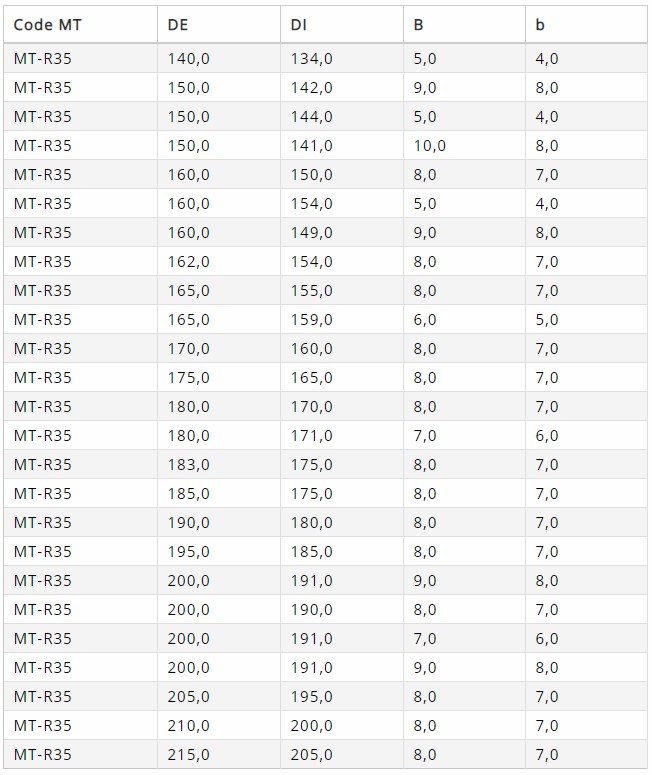 Code MT DE DI B b
MT-R35 140,0 134,0 5,0 4,0
MT-R35 150,0 142,0 9,0 8,0
MT-R35 150,0 144,0 5,0 4,0
MT-R35 150,0 141,0 10,0 8,0
MT-R35 160,0 150,0 8,0 7,0
MT-R35 160,0 154,0 5,0 4,0
MT-R35 160,0 149,0 9,0 8,0
MT-R35 162,0 154,0 8,0 7,0
MT-R35 165,0 155,0 8,0 7,0
MT-R35 165,0 159,0 6,0 5,0
MT-R35 170,0 160,0 8,0 7,0
MT-R35 175,0 165,0 8,0 7,0
MT-R35 180,0 170,0 8,0 7,0
MT-R35 180,0 171,0 7,0 6,0
MT-R35 183,0 175,0 8,0 7,0
MT-R35 185,0 175,0 8,0 7,0
MT-R35 190,0 180,0 8,0 7,0
MT-R35 195,0 185,0 8,0 7,0
MT-R35 200,0 191,0 9,0 8,0
MT-R35 200,0 190,0 8,0 7,0
MT-R35 200,0 191,0 7,0 6,0
MT-R35 200,0 191,0 9,0 8,0
MT-R35 205,0 195,0 8,0 7,0
MT-R35 210,0 200,0 8,0 7,0
MT-R35 215,0 205,0 8,0 7,0